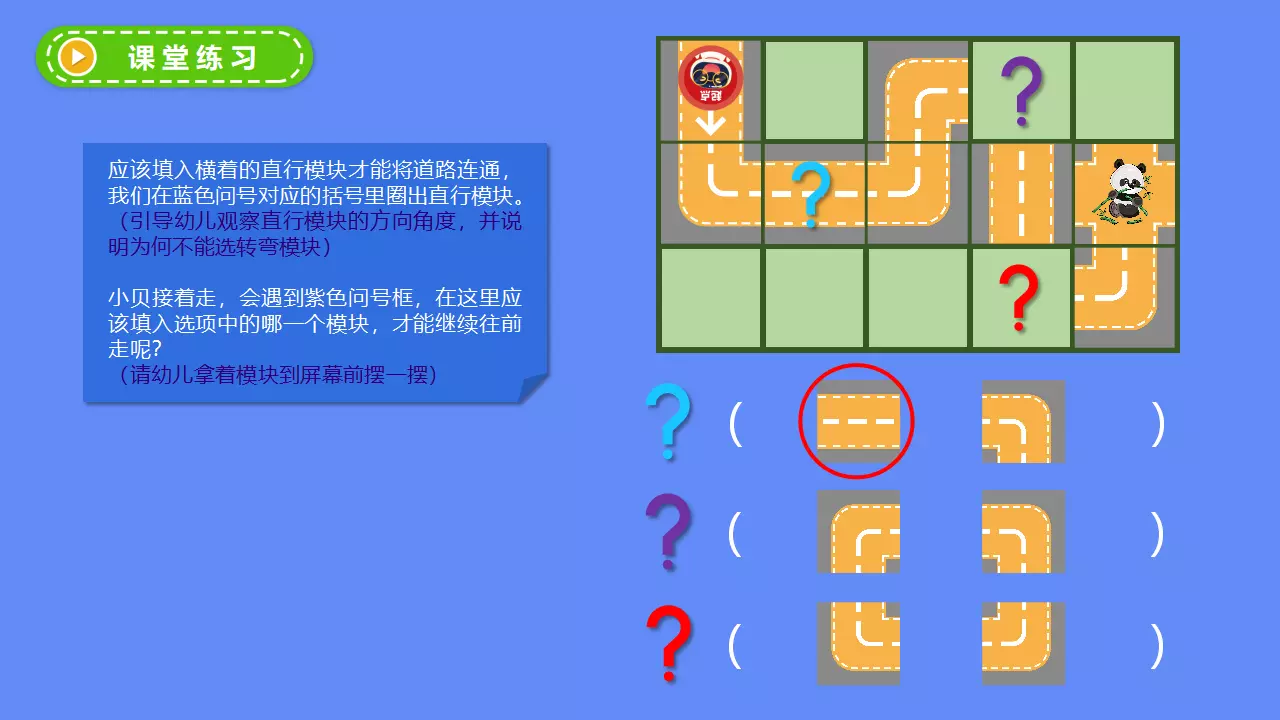 课堂练习
起点
应该填入横着的直行模块才能将道路连通，
我们在蓝色问号对应的括号里圈出直行模块。
（引导幼儿观察直行模块的方向角度，并说
明为何不能选转弯模块）
小贝接着走，会遇到紫色问号框，在这里应
该填入选项中的哪一个模块，才能继续往前
走呢？
（请幼儿拿着模块到屏幕前摆一摆）
?
?
?
? ( )
? ( )
? ( )